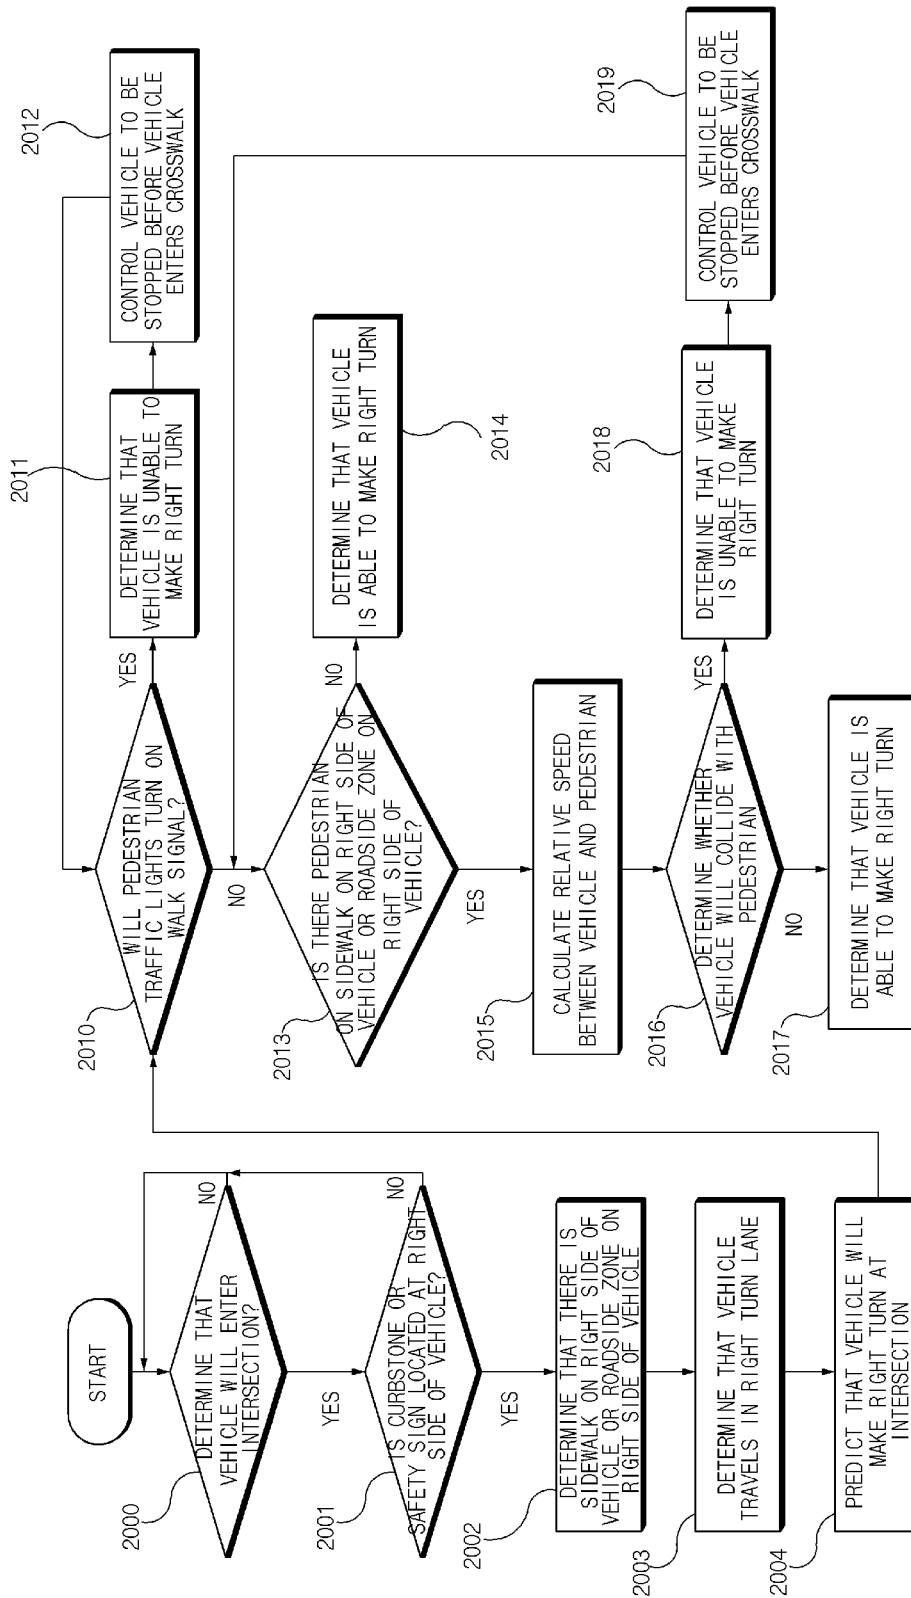 START
2000
DETERMINE THAT
VEHICLE WILL ENTER
INTERSECTION?
NO
YES
2001
IS CURBSTONE OR
SAFETY SIGN LOCATED AT RIGHT
SIDE OF VEHICLE?
NO
YES
2002
DETERMINE THAT THERE IS
SIDEWALK ON RIGHT SIDE OF
VEHICLE OR ROADSIDE ZONE ON
RIGHT SIDE OF VEHICLE
2003
DETERMINE THAT VEHICLE
TRAVELS IN RIGHT TURN LANE
2004
PREDICT THAT VEHICLE WILL
MAKE RIGHT TURN AT
INTERSECTION
2010
WILL PEDESTRIAN
TRAFFIC LIGHTS TURN ON
WALK SIGNAL?
YES
NO
2011
DETERMINE THAT
VEHICLE IS UNABLE TO
MAKE RIGHT TURN
2012
CONTROL VEHICLE TO BE
STOPPED BEFORE VEHICLE
ENTERS CROSSWALK
2013
IS THERE PEDESTRIAN
ON SIDEWALK ON RIGHT SIDE OF
VEHICLE OR ROADSIDE ZONE ON
RIGHT SIDE OF
VEHICLE?
NO
YES
2014
DETERMINE THAT VEHICLE
IS ABLE TO MAKE RIGHT TURN
2015
CALCULATE RELATIVE SPEED
BETWEEN VEHICLE AND PEDESTRIAN
2016
DETERMINE WHETHER
VEHICLE WILL COLLIDE WITH
PEDESTRIAN
YES
NO
2017
DETERMINE THAT VEHICLE IS
ABLE TO MAKE RIGHT TURN
2018
DETERMINE THAT VEHICLE
IS UNABLE TO MAKE
RIGHT TURN
2019
CONTROL VEHICLE TO BE
STOPPED BEFORE VEHICLE
ENTERS CROSSWALK